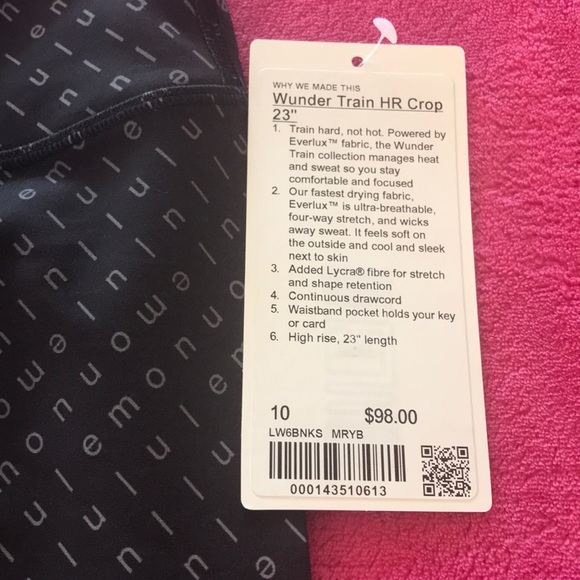 WHY WE MADE THIS
Wunder Train HR Crop
23"
1. Train hard, not hot. Powered by
Everlux™ fabric, the Wunder
Train collection manages heat
and sweat so you stay
comfortable and focused
2. Our fastest drying fabric,
Everlux™ is ultra-breathable,
four-way stretch, and wicks
away sweat. It feels soft on
the outside and cool and sleek
next to skin
3. Added Lycra® fibre for stretch
and shape retention
4. Continuous drawcord
5. Waistband pocket holds your key
or card
6. High rise, 23" length
10 $98.00
LW6BNKS MRYB
000143510613